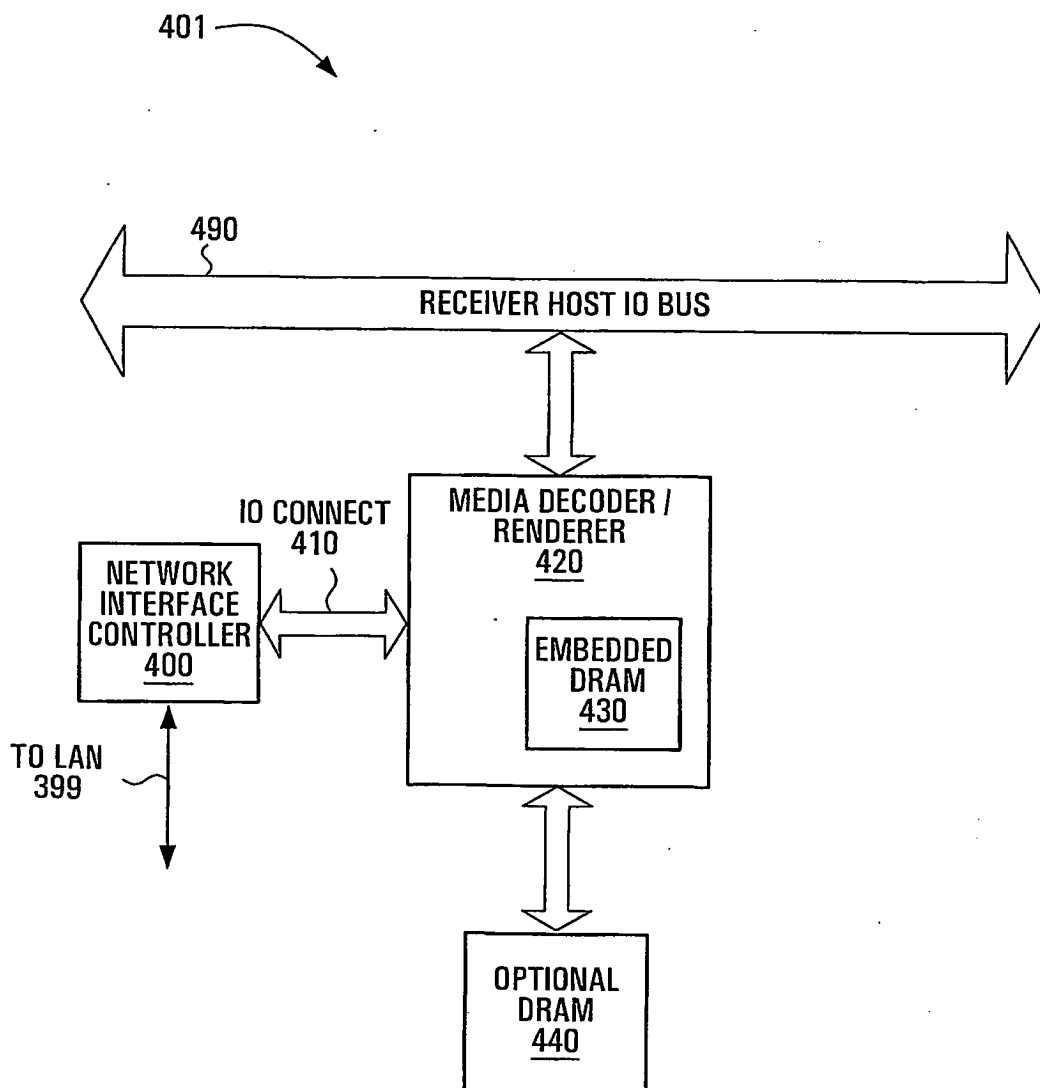 401
490
RECEIVER HOST IO BUS
MEDIA DECODER /
RENDERER
420
IO CONNECT
410
NETWORK
INTERFACE
CONTROLLER
400
EMBEDDED
DRAM
430
TO LAN
399
OPTIONAL
DRAM
440